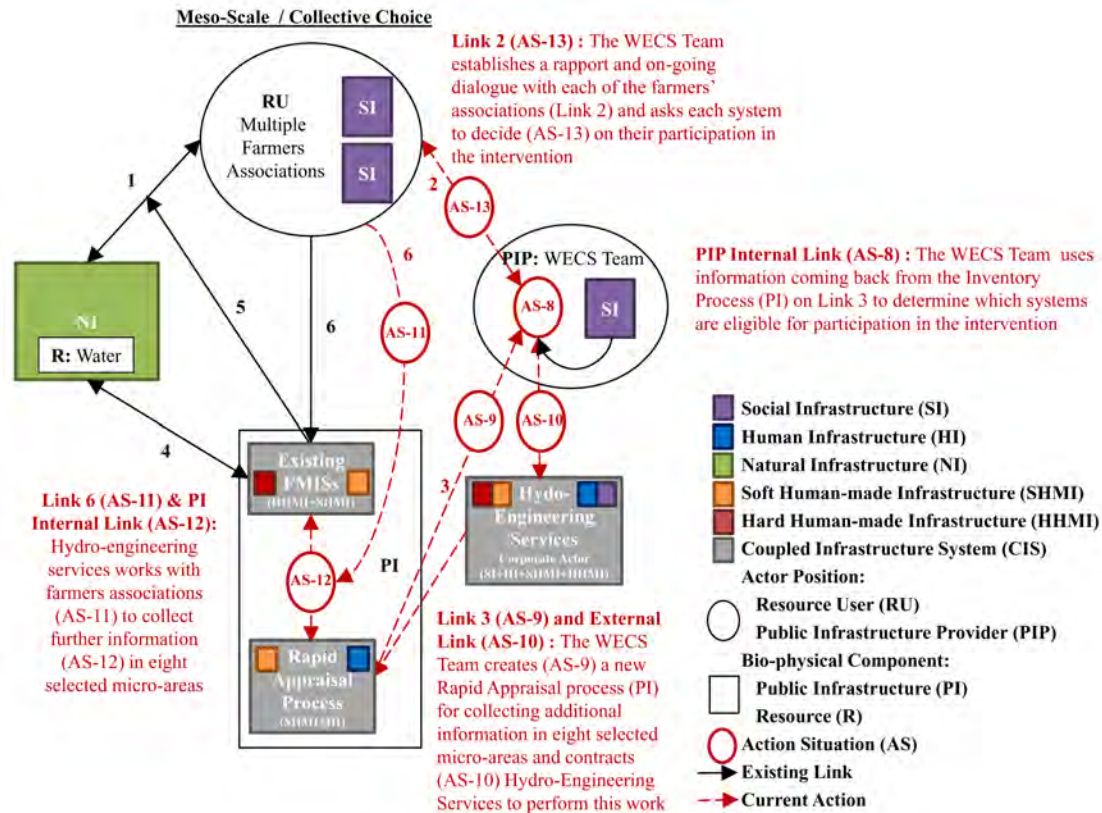 Meso-Scale / Collective Choice
Link 2 (AS-13) : The WECS Team
establishes a rapport and on-going
dialogue with each of the farmers'
associations (Link 2) and asks each system
to decide (AS-13) on their participation in
the intervention
RU
Multiple
Farmers
Associations
SI
SI
1
2
AS-13
6
5
6
AS-11
NI
R: Water
PIP: WECS Team
AS-8
SI
PIP Internal Link (AS-8) : The WECS Team uses
information coming back from the Inventory
Process (PI) on Link 3 to determine which systems
are eligible for participation in the intervention
4
AS-9
AS-10
3
Existing
FMISs
(HHMI+SHMI)
PI
AS-12
Rapid
Appraisal
Process
(SHMI+HI)
Hydo-
Engineering
Services
Corporate Actor
(SI+HI+SHMI+HHMI)
Link 6 (AS-11) & PI
Internal Link (AS-12):
Hydro-engineering
services works with
farmers associations
(AS-11) to collect
further information
(AS-12) in eight
selected micro-areas
Link 3 (AS-9) and External
Link (AS-10) : The WECS
Team creates (AS-9) a new
Rapid Appraisal process (PI)
for collecting additional
information in eight selected
micro-areas and contracts
(AS-10) Hydro-Engineering
Services to perform this work
Social Infrastructure (SI)
Human Infrastructure (HI)
Natural Infrastructure (NI)
Soft Human-made Infrastructure (SHMI)
Hard Human-made Infrastructure (HHMI)
Coupled Infrastructure System (CIS)
Actor Position:
Resource User (RU)
Public Infrastructure Provider (PIP)
Bio-physical Component:
Public Infrastructure (PI)
Resource (R)
Action Situation (AS)
Existing Link
Current Action